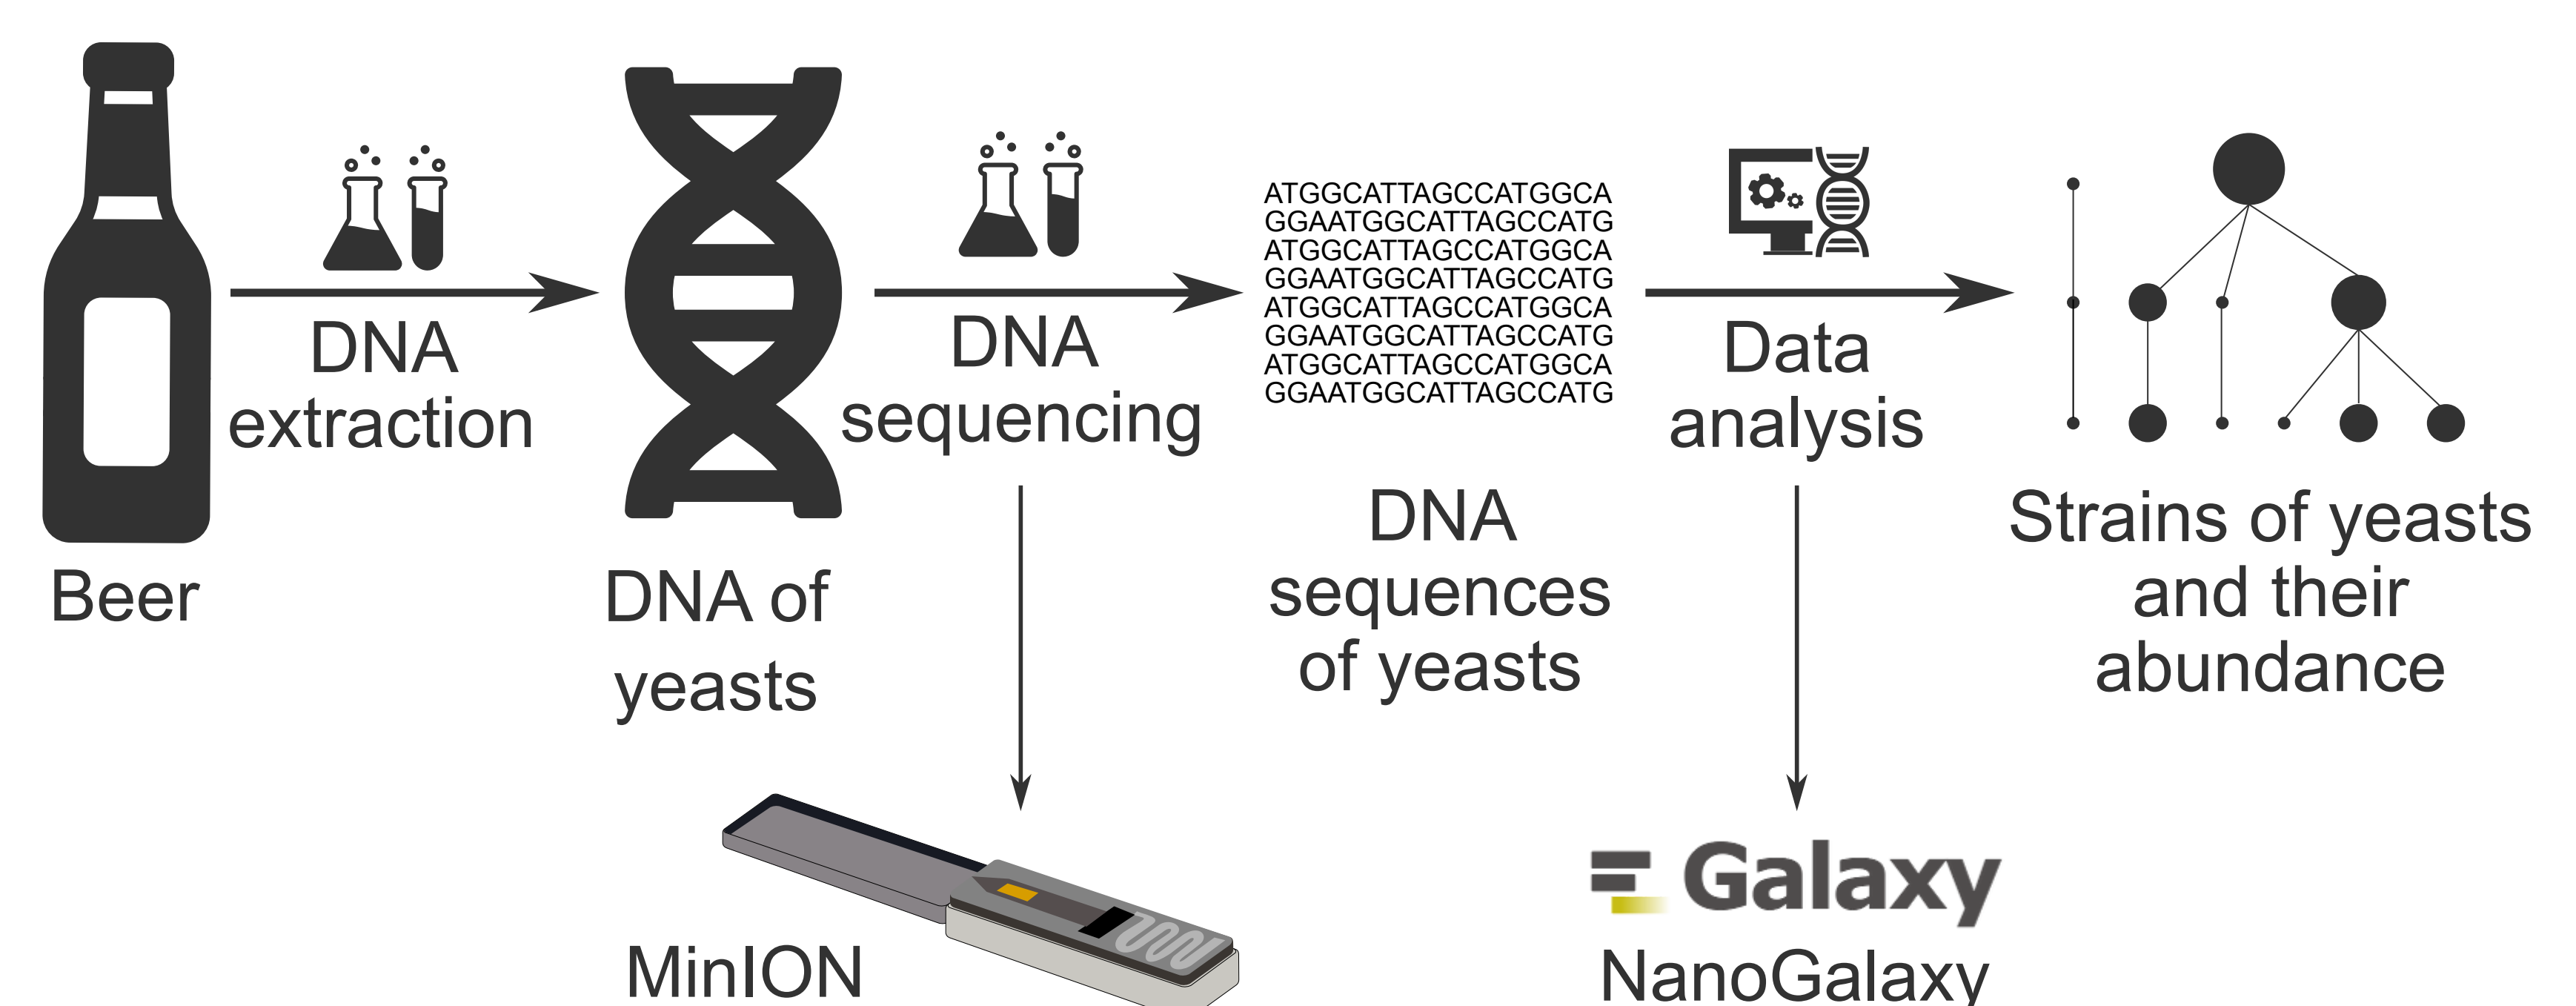 Beer
DNA
extraction
DNA of
yeasts
DNA
sequencing
MinION
ATGGCATTAGCCATGGCA
GGAATGGCATTAGCCATG
ATGGCATTAGCCATGGCA
GGAATGGCATTAGCCATG
ATGGCATTAGCCATGGCA
GGAATGGCATTAGCCATG
ATGGCATTAGCCATGGCA
GGAATGGCATTAGCCATG
DNA
sequences
of yeasts
Data
analysis
Galaxy
NanoGalaxy
Strains of yeasts
and their
abundance